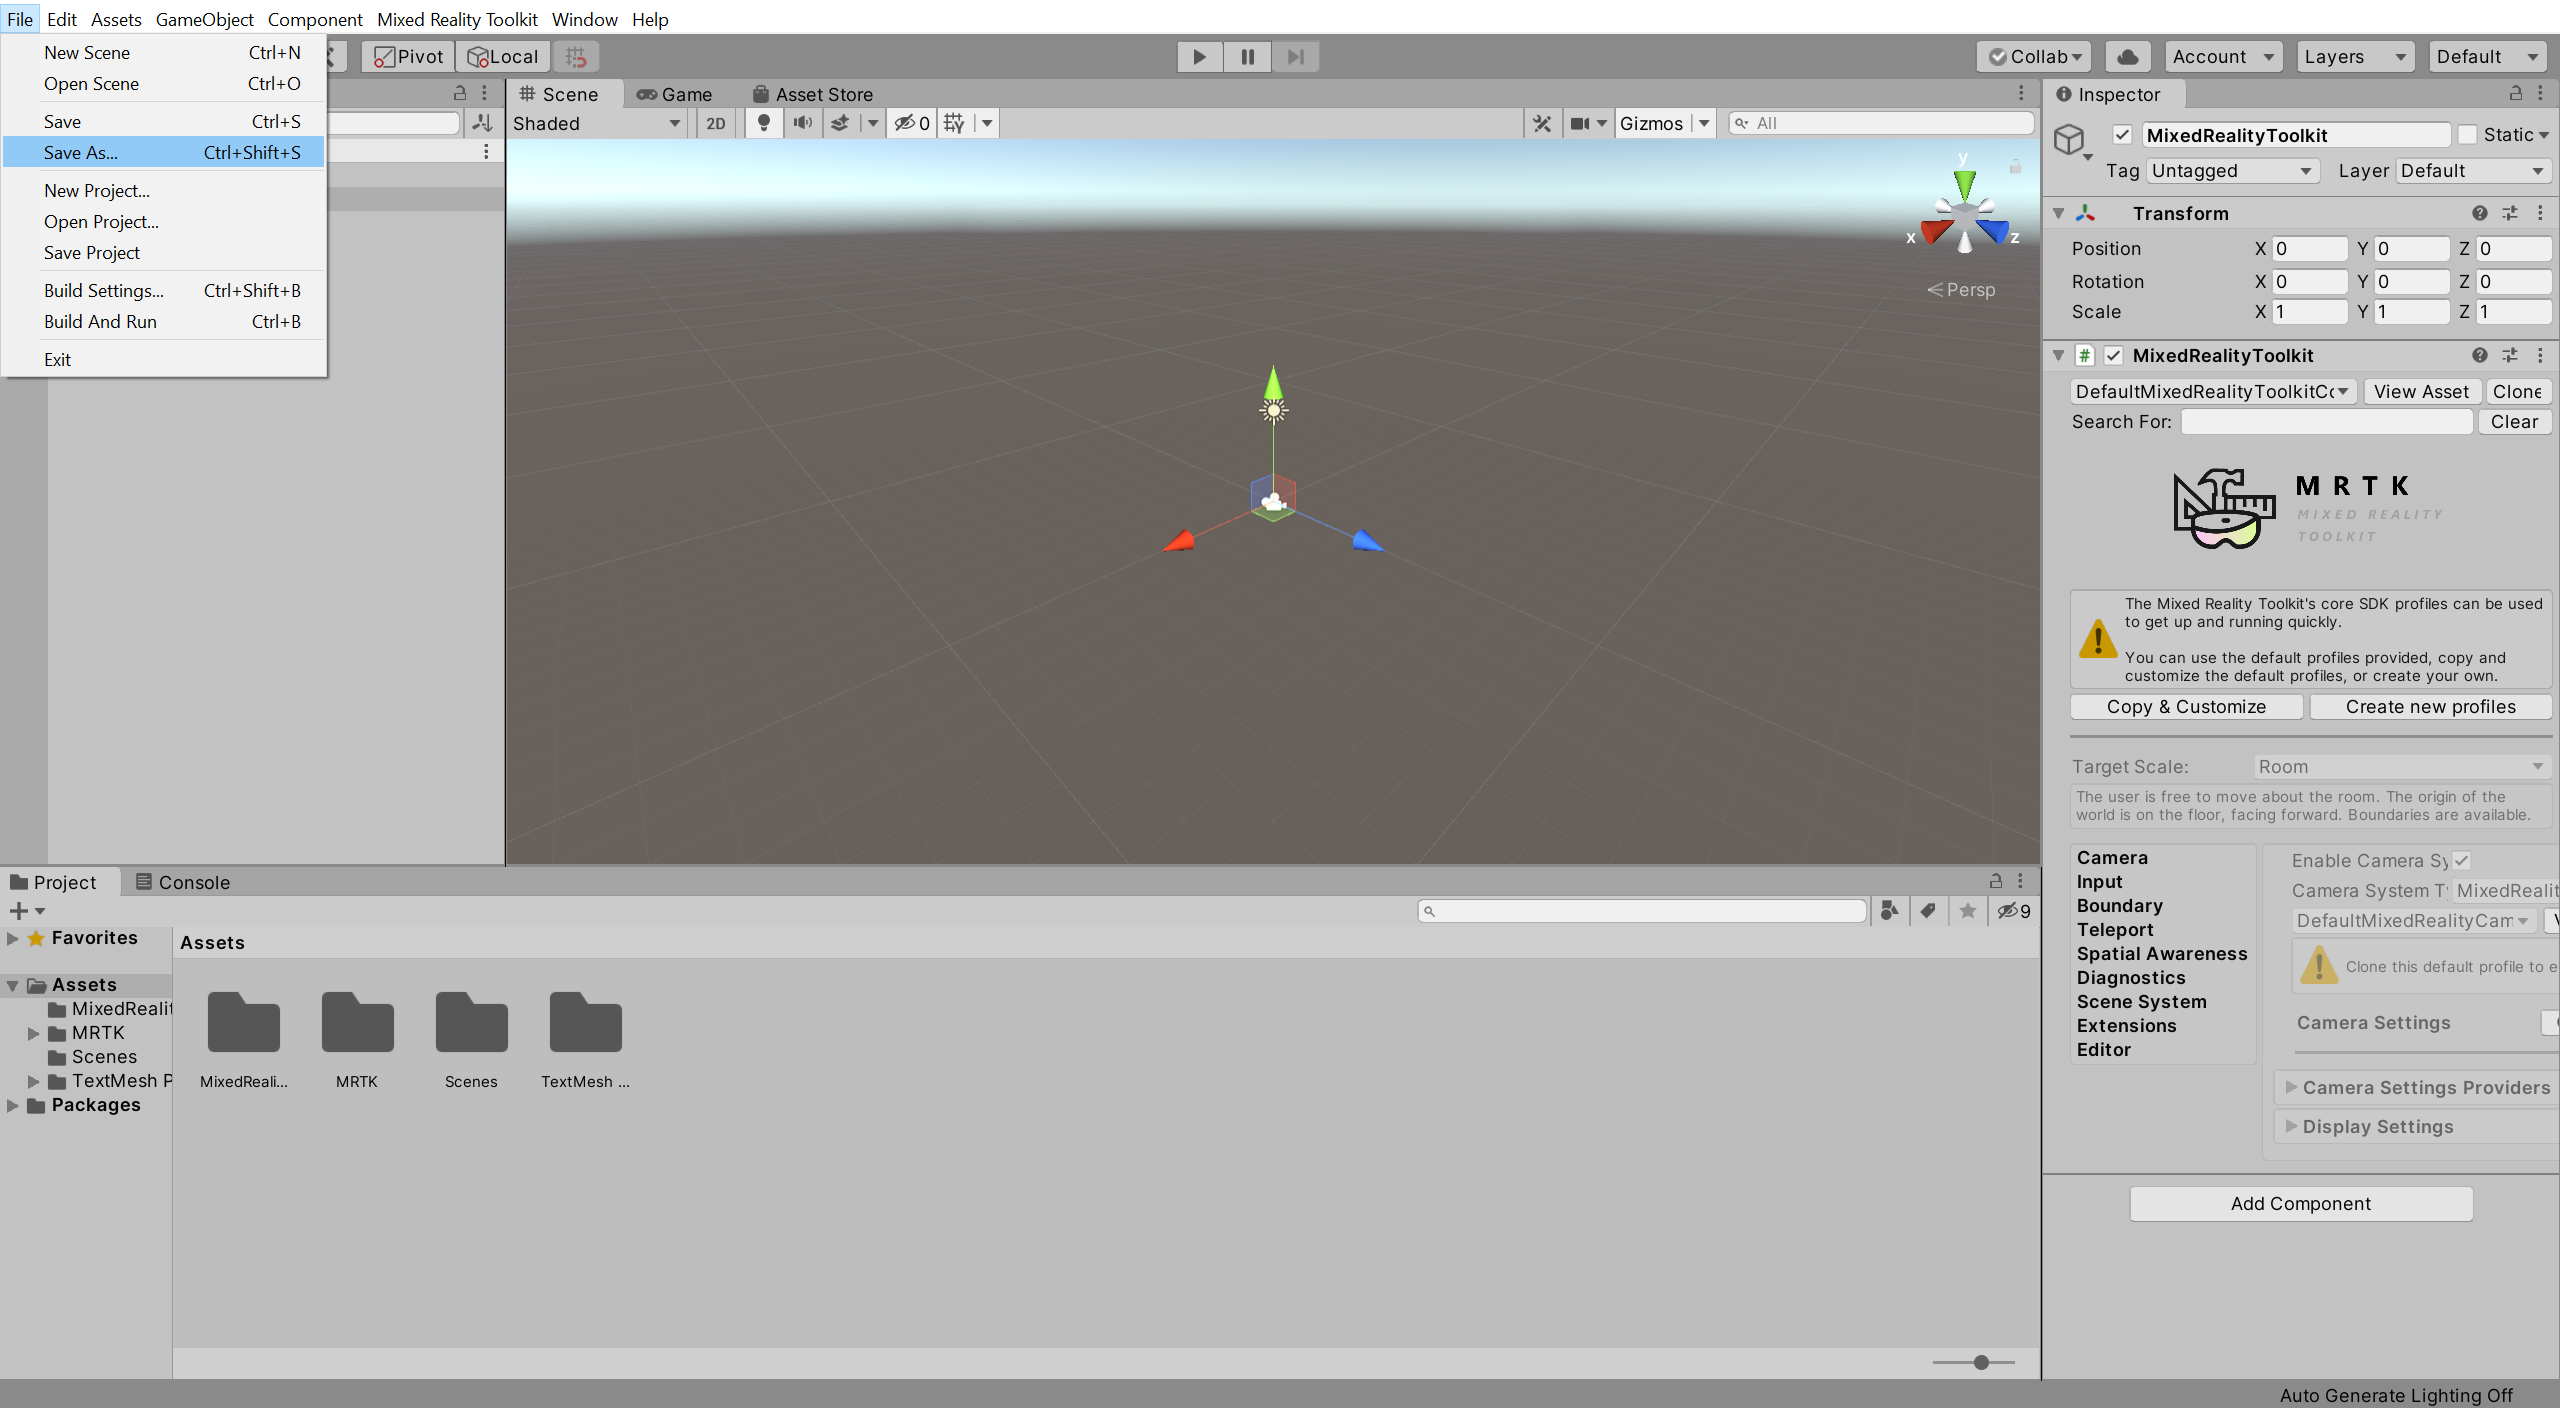 File Edit Assets GameObject Component Mixed Reality Toolkit Window Help
New Scene Ctrl+N
Open Scene Ctrl+O
Save Ctrl+S
Save As... Ctrl+Shift+S
New Project...
Open Project...
Save Project
Build Settings... Ctrl+Shift+B
Build And Run Ctrl+B
Exit
Pivot Local
Collab Account Layers Default
Scene Game Asset Store
Shaded 2D 0 Gizmos All
y
x z
Persp
Inspector
MixedRealityToolkit Static
Tag Untagged Layer Default
Transform
Position X 0 Y 0 Z 0
Rotation X 0 Y 0 Z 0
Scale X 1 Y 1 Z 1
# MixedRealityToolkit
DefaultMixedRealityToolkitCo View Asset Clone
Search For: Clear
MRTK
MIXED REALITY
TOOLKIT
The Mixed Reality Toolkit's core SDK profiles can be used
to get up and running quickly.
You can use the default profiles provided, copy and
customize the default profiles, or create your own.
Copy & Customize Create new profiles
Target Scale: Room
The user is free to move about the room. The origin of the
world is on the floor, facing forward. Boundaries are available.
Camera
Input
Boundary
Teleport
Spatial Awareness
Diagnostics
Scene System
Extensions
Editor
Enable Camera Sy
Camera System Ty MixedRealit
DefaultMixedRealityCam
Clone this default profile to e
Camera Settings
Camera Settings Providers
Display Settings
Add Component
Project Console
9
Favorites
Assets
MixedRealit
MRTK
Scenes
TextMesh P
Packages
Assets
MixedReali... MRTK Scenes TextMesh ...
Auto Generate Lighting Off